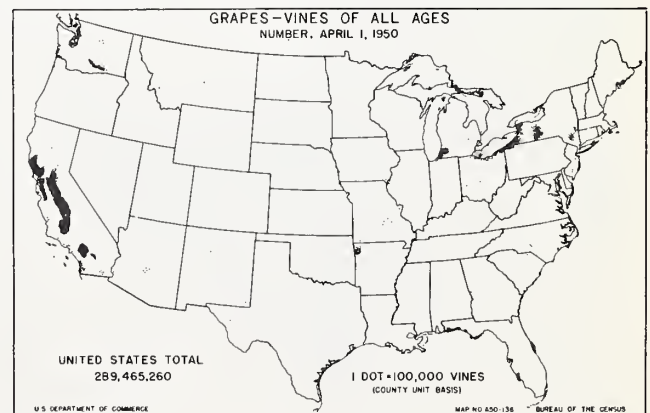 GRAPES-VINES OF ALL AGES
NUMBER, APRIL 1, 1950
UNITED STATES TOTAL
289,465,260
1 DOT=100,000 VINES
(COUNTY UNIT BASIS)
U S DEPARTMENT OF COMMERCE
MAP NO A50-136
BUREAU OF THE CENSUS